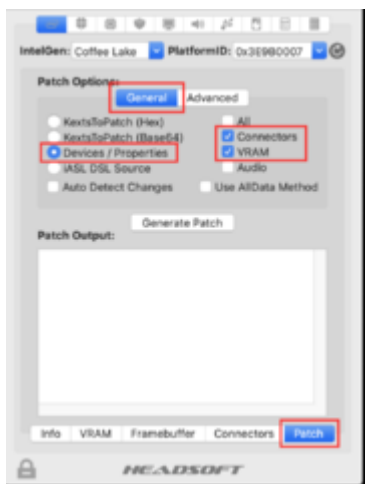 IntelGen: Coffee Lake PlatformID: 0x3E9B0007
Patch Options:
General Advanced
KextsToPatch (Hex) All
KextsToPatch (Base64) Connectors
Devices / Properties VRAM
iASL DSL Source Audio
Auto Detect Changes Use AllData Method
Generate Patch
Patch Output:
Info VRAM Framebuffer Connectors Patch
HEADSOFT